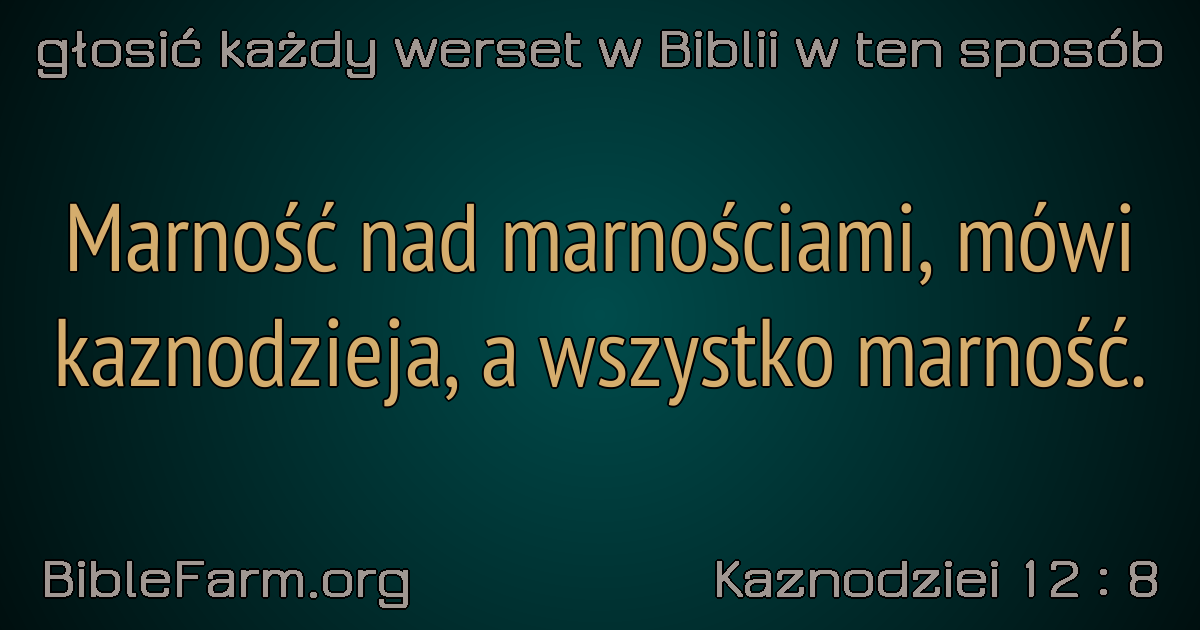 głosić każdy werset w Biblii w ten sposób
Marność nad marnościami, mówi
kaznodzieja, a wszystko marność.
BibleFarm.org
Kaznodziei 12 : 8